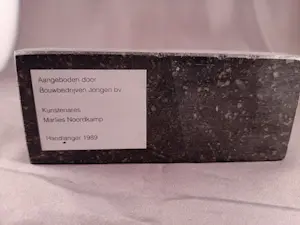 Aangeboden door
Bouwbedrijven Jongen bv
Kunstenares
Marlies Noordkamp
Handlanger 1989